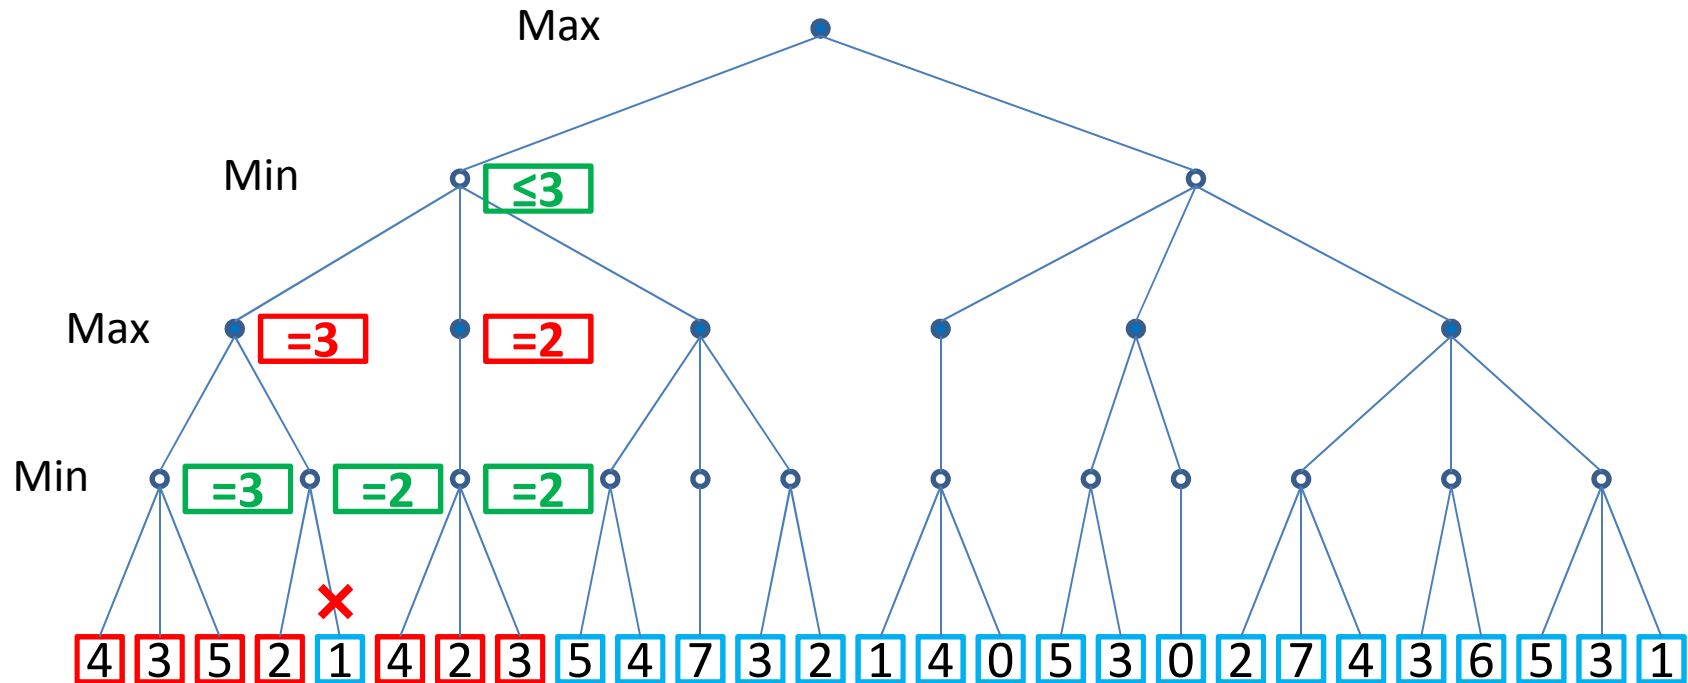 Max
Min ≤3
Max =3 =2
Min =3 =2 =2
4 3 5 2 1 4 2 3 5 4 7 3 2 1 4 0 5 3 0 2 7 4 3 6 5 3 1